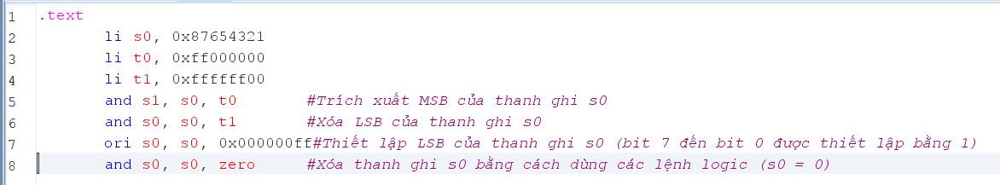 1 .text
2 li s0, 0x87654321
3 li t0, 0xff000000
4 li t1, 0xffffff00
5 and s1, s0, t0 #Trích xuất MSB của thanh ghi s0
6 and s0, s0, t1 #Xóa LSB của thanh ghi s0
7 ori s0, s0, 0x000000ff#Thiết lập LSB của thanh ghi s0 (bit 7 đến bit 0 được thiết lập bằng 1)
8 and s0, s0, zero #Xóa thanh ghi s0 bằng cách dùng các lệnh logic (s0 = 0)